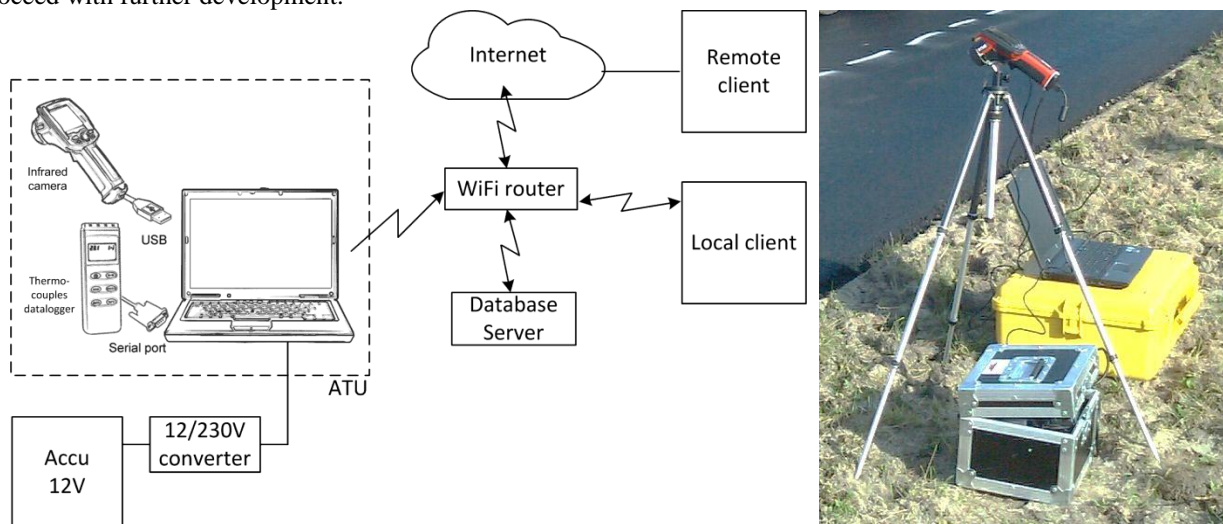 with further development.
Internet
Remote
client
Infrared
camera
USB
WiFi router
Thermo-
couples
datalogger
Serial port
Local client
Database
Server
ATU
12/230V
converter
Accu
12V